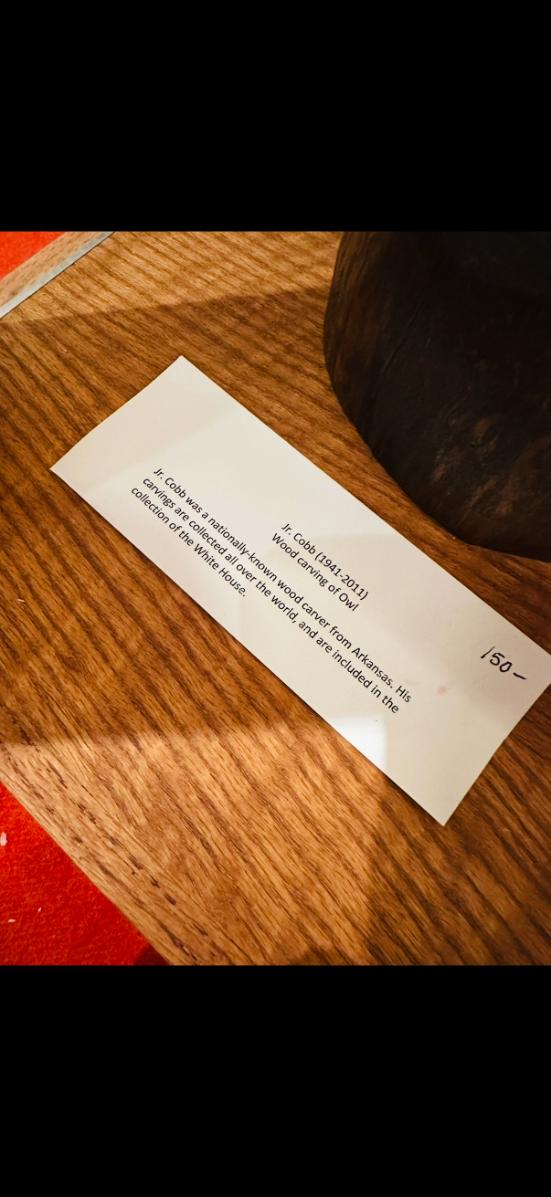 Jr. Cobb (1941-2011)
Wood carving of Owl
Jr. Cobb was a nationally-known wood carver from Arkansas. His
carvings are collected all over the world, and are included in the
collection of the White House.
150-